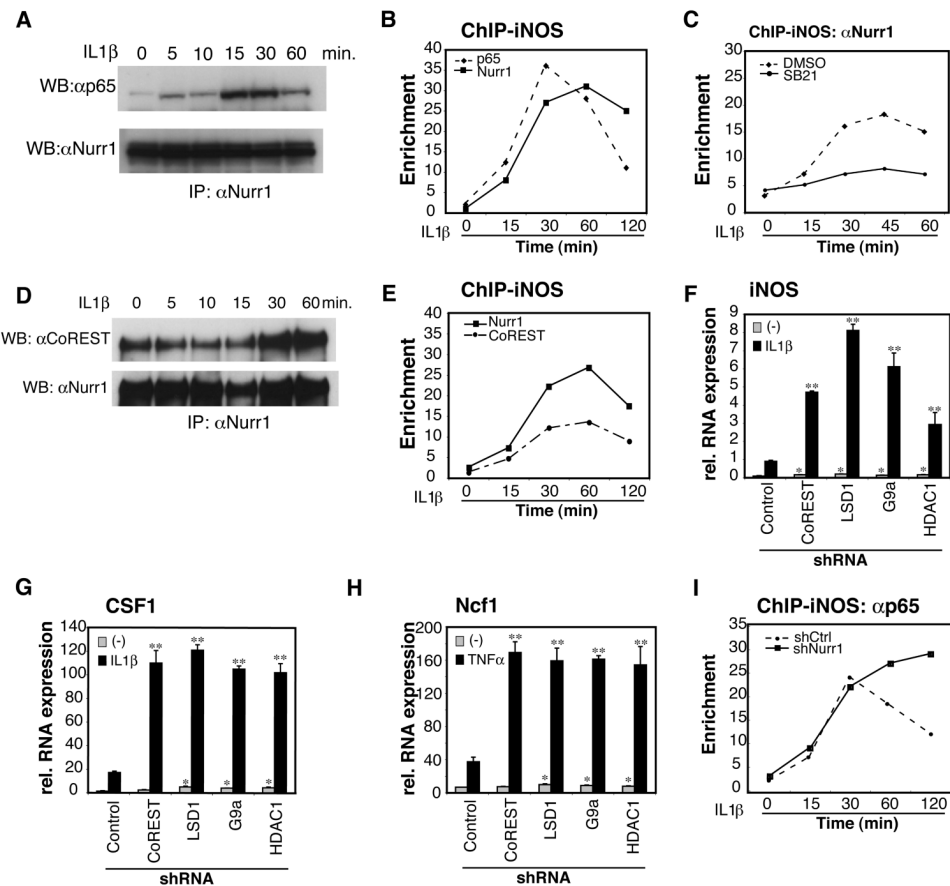 A
IL1β 0 5 10 15 30 60 min.
WB:αp65
WB:αNurr1
IP: αNurr1
B
ChIP-iNOS
p65
Nurr1
Enrichment
40
35
30
25
20
15
10
5
0
IL1β 0 15 30 60 120
Time (min)
C
ChIP-iNOS: αNurr1
DMSO
SB21
Enrichment
30
25
20
15
10
5
0
IL1β 0 15 30 45 60
Time (min)
D
IL1β 0 5 10 15 30 60 min.
WB: αCoREST
WB: αNurr1
IP: αNurr1
E
ChIP-iNOS
Nurr1
CoREST
Enrichment
40
35
30
25
20
15
10
5
0
IL1β 0 15 30 60 120
Time (min)
F
iNOS
(-)
IL1β
rel. RNA expression
9
8
7
6
5
4
3
2
1
0
* ** * ** * ** * **
Control
CoREST
LSD1
G9a
HDAC1
shRNA
G
CSF1
(-)
IL1β
rel. RNA expression
140
120
100
80
60
40
20
0
** * ** * ** * **
Control
CoREST
LSD1
G9a
HDAC1
shRNA
H
Ncf1
(-)
TNFα
rel. RNA expression
200
160
120
80
40
0
** * ** * ** * **
Control
CoREST
LSD1
G9a
HDAC1
shRNA
I
ChIP-iNOS: αp65
shCtrl
shNurr1
Enrichment
35
30
25
20
15
10
5
0
IL1β 0 15 30 60 120
Time (min)